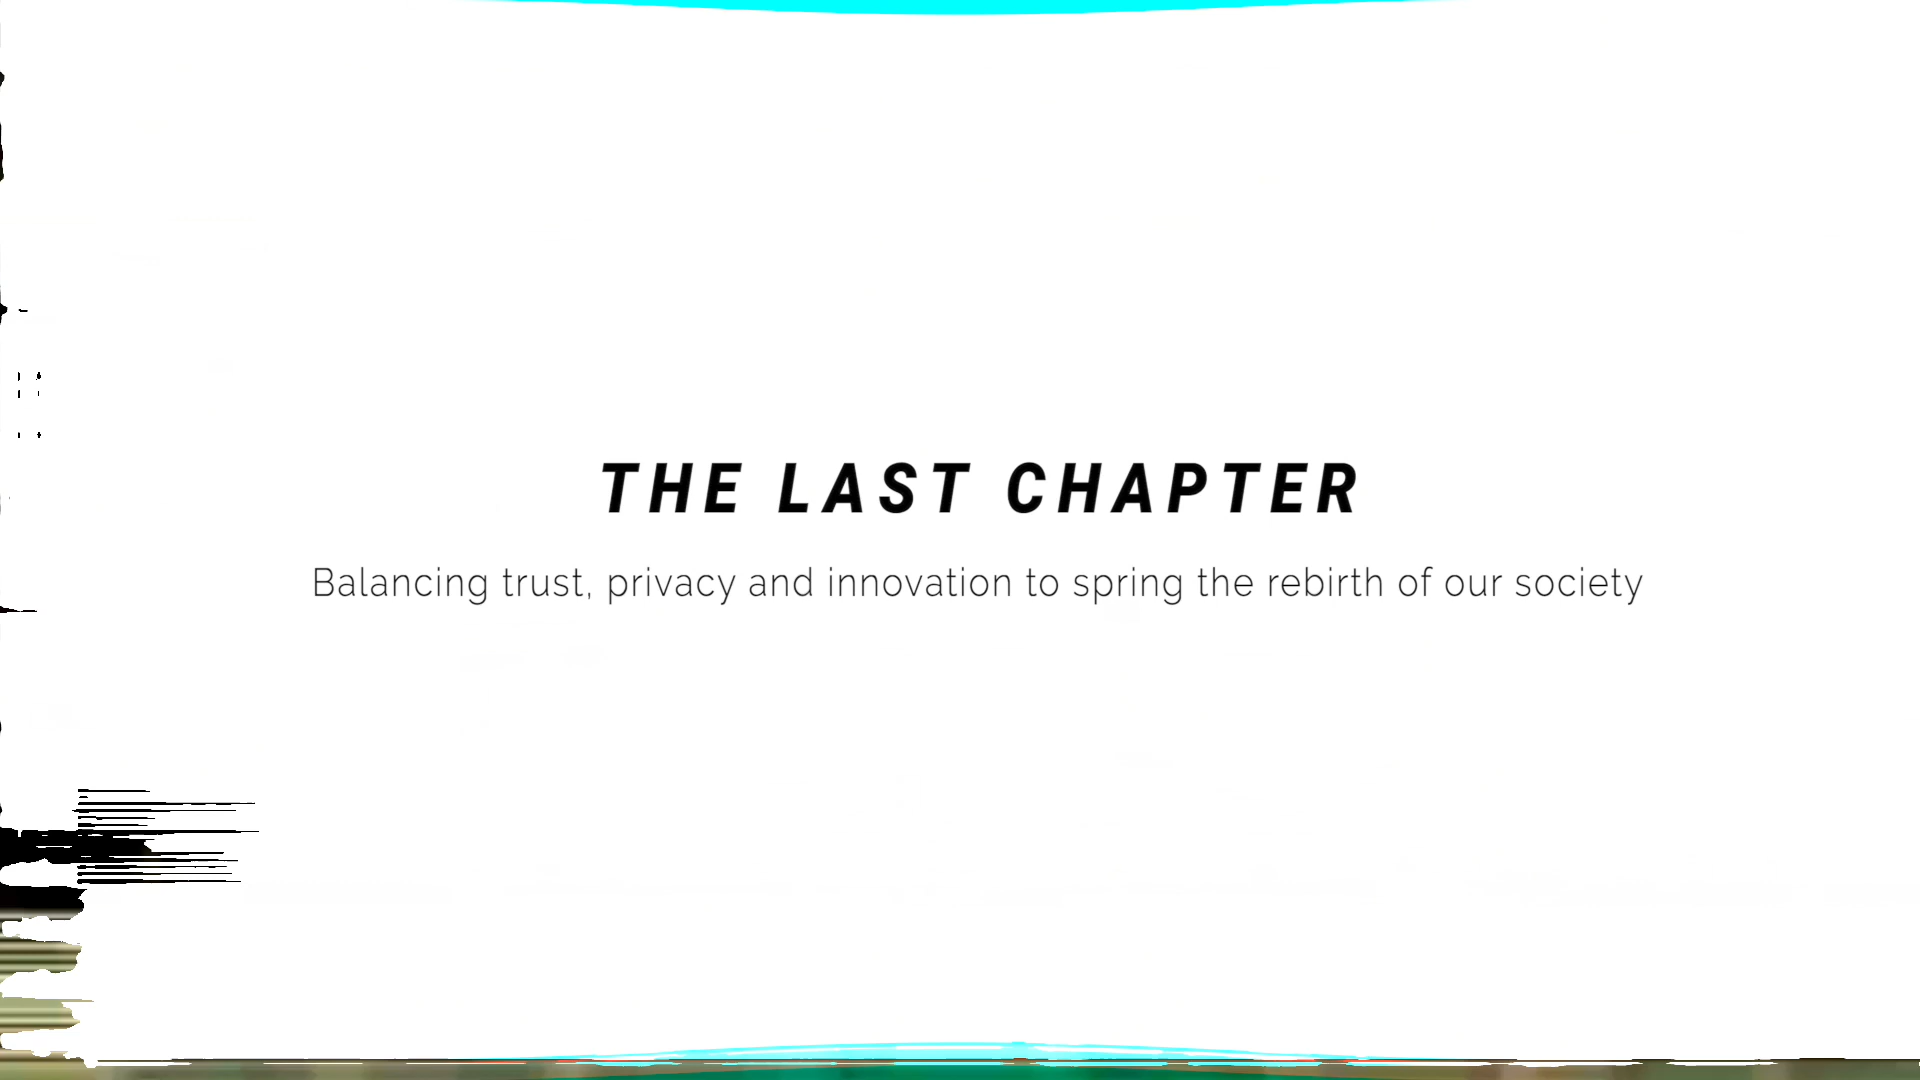 THE LAST CHAPTER
Balancing trust, privacy and innovation to spring the rebirth of our society